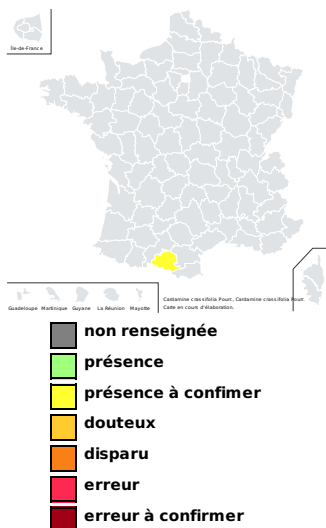 Île-de-France
Guadeloupe Martinique Guyane La Réunion Mayotte
Cardamine crassifolia Pourr., Cardamine crassifolia Pourr.
Carte en cours d'élaboration.
non renseignée
présence
présence à confimer
douteux
disparu
erreur
erreur à confirmer